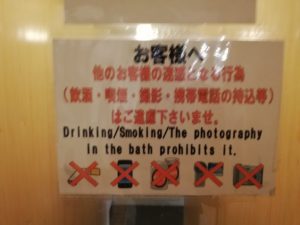 お客様へ
他のお客様の迷惑となる行為
（飲酒・喫煙・撮影・携帯電話の持込等）
はご遠慮下さいませ。
Drinking/Smoking/The photography
in the bath prohibits it.